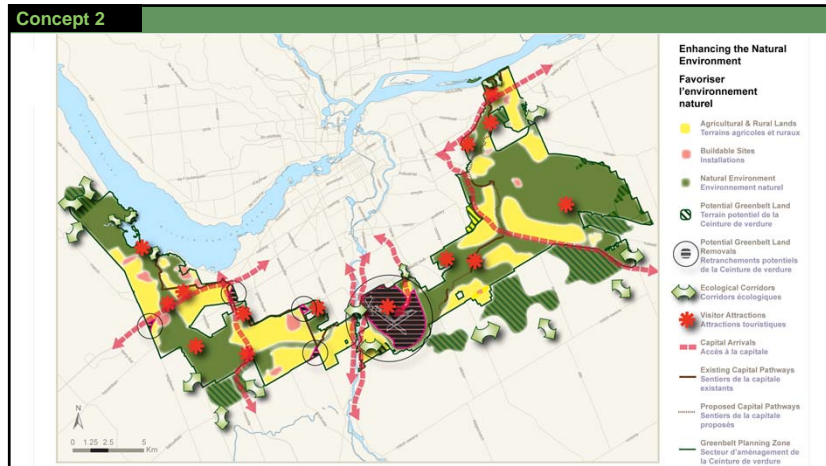 Concept 2
Enhancing the Natural
Environment
Favoriser
l'environnement
naturel
Agricultural & Rural Lands
Terrains agricoles et ruraux
Buildable Sites
Installations
Natural Environment
Environnement naturel
Potential Greenbelt Land
Terrain potentiel de la
Ceinture de verdure
Potential Greenbelt Land
Removals
Retranchements potentiels
de la Ceinture de verdure
Ecological Corridors
Corridors écologiques
Visitor Attractions
Attractions touristiques
Capital Arrivals
Accès à la capitale
Existing Capital Pathways
Sentiers de la capitale
existants
Proposed Capital Pathways
Sentiers de la capitale
proposés
Greenbelt Planning Zone
Secteur d'aménagement de
la Ceinture de verdure
N
0 1.25 2.5 5
Km